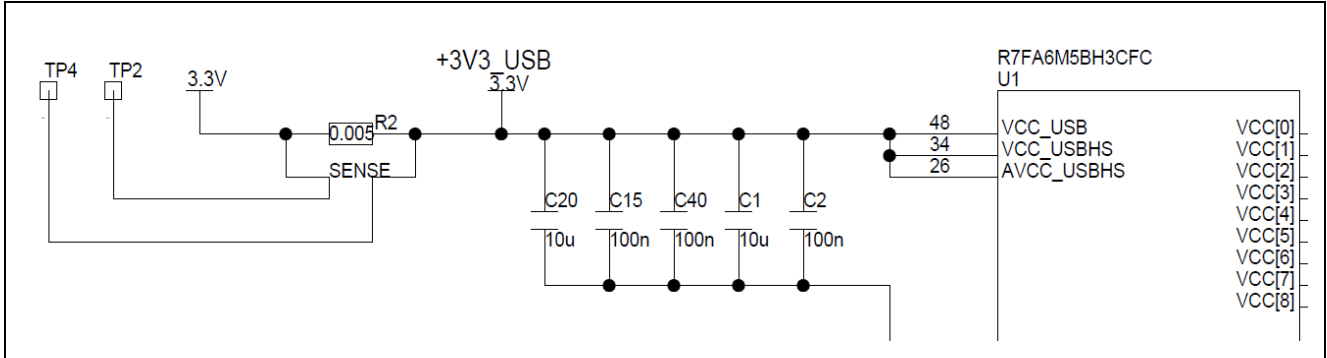 TP4
TP2
3.3V
+3V3_USB
3.3V
R7FA6M5BH3CFC
U1
0.005
R2
SENSE
48
VCC_USB
VCC[0]
34
VCC_USBHS
VCC[1]
26
AVCC_USBHS
VCC[2]
VCC[3]
VCC[4]
VCC[5]
VCC[6]
VCC[7]
VCC[8]
C20
C15
C40
C1
C2
10u
100n
100n
10u
100n